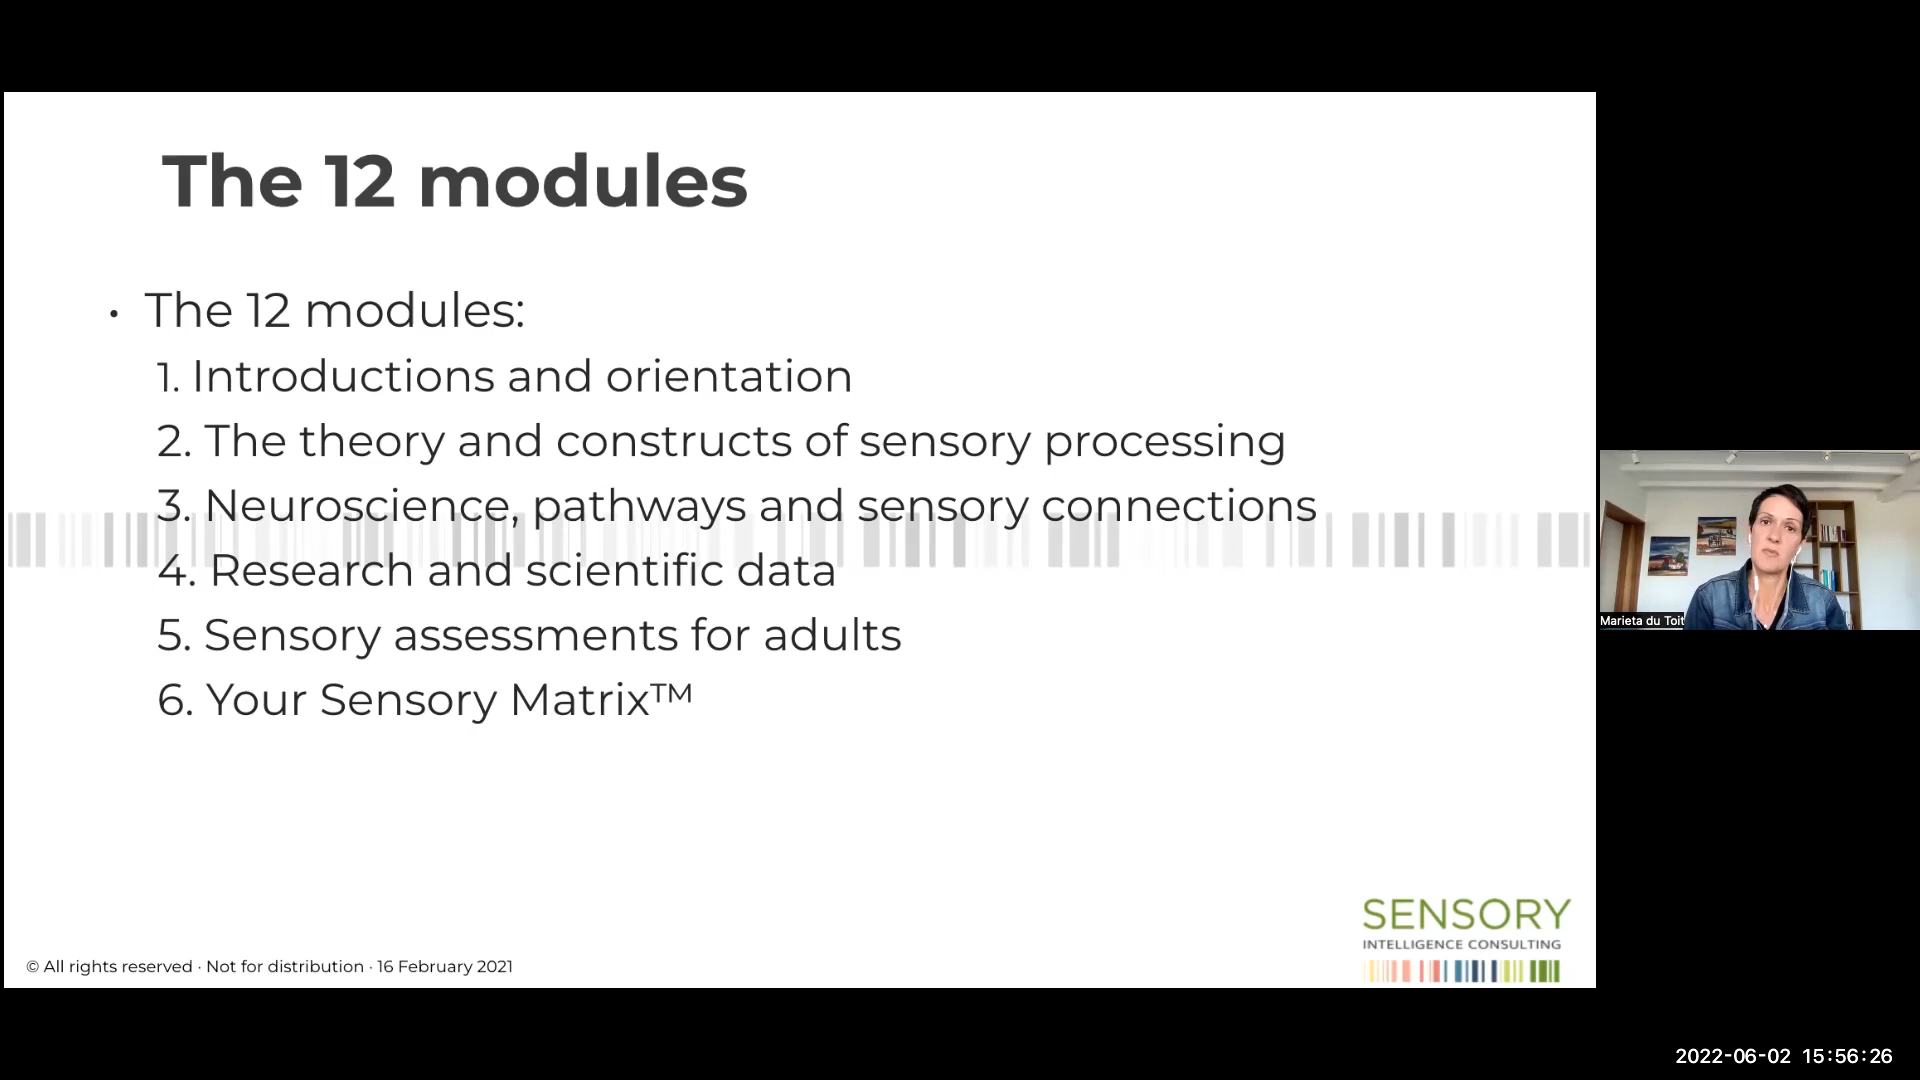 The 12 modules
• The 12 modules:
1. Introductions and orientation
2. The theory and constructs of sensory processing
3. Neuroscience, pathways and sensory connections
4. Research and scientific data
5. Sensory assessments for adults
6. Your Sensory Matrix™
SENSORY
INTELLIGENCE CONSULTING
© All rights reserved · Not for distribution · 16 February 2021
Marieta du Toit
2022-06-02 15:56:26